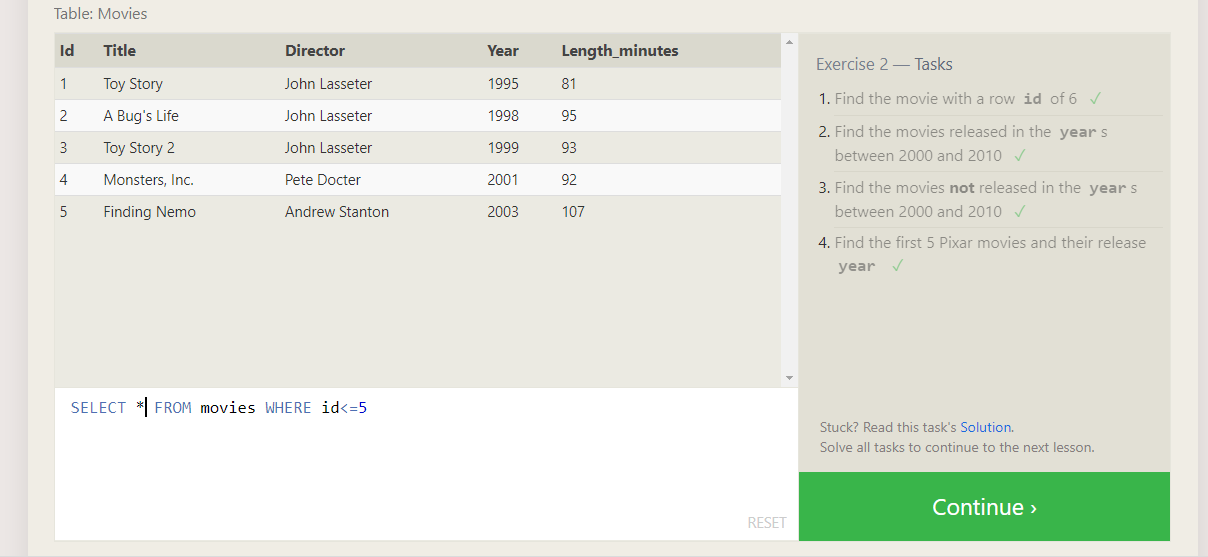 Table: Movies
Id Title Director Year Length_minutes
1 Toy Story John Lasseter 1995 81
2 A Bug's Life John Lasseter 1998 95
3 Toy Story 2 John Lasseter 1999 93
4 Monsters, Inc. Pete Docter 2001 92
5 Finding Nemo Andrew Stanton 2003 107
SELECT * FROM movies WHERE id<=5
RESET
Exercise 2 — Tasks
1. Find the movie with a row id of 6 ✓
2. Find the movies released in the year s
between 2000 and 2010 ✓
3. Find the movies not released in the year s
between 2000 and 2010 ✓
4. Find the first 5 Pixar movies and their release
year ✓
Stuck? Read this task's Solution.
Solve all tasks to continue to the next lesson.
Continue ›